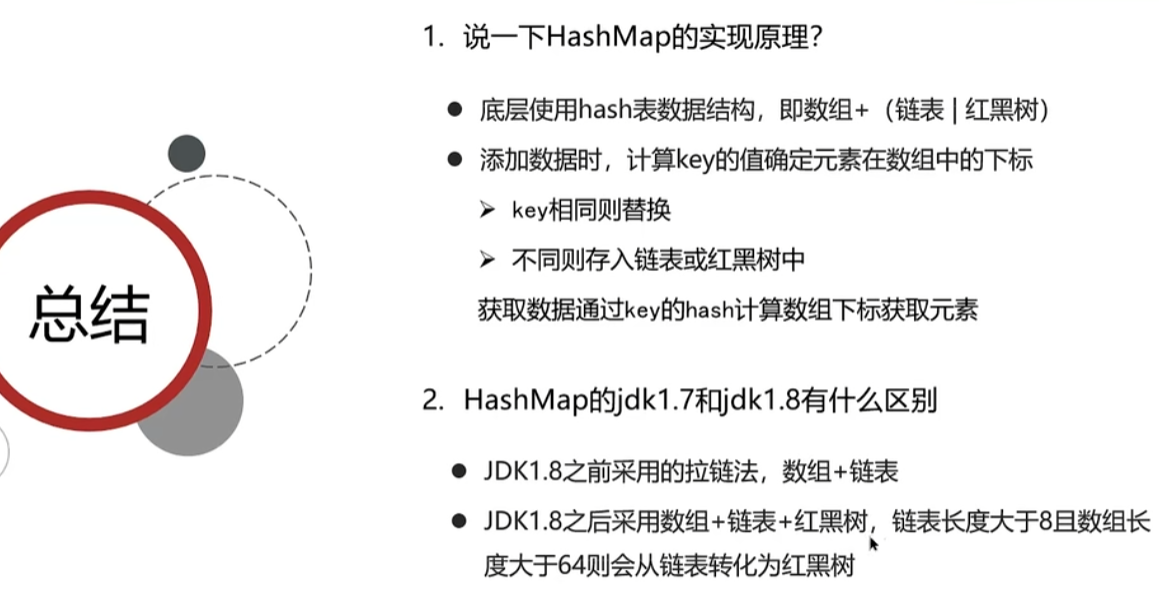 1. 说一下HashMap的实现原理？
● 底层使用hash表数据结构，即数组+（链表 | 红黑树）
● 添加数据时，计算key的值确定元素在数组中的下标
➢ key相同则替换
➢ 不同则存入链表或红黑树中
总结
获取数据通过key的hash计算数组下标获取元素
2. HashMap的jdk1.7和jdk1.8有什么区别
● JDK1.8之前采用的拉链法，数组+链表
● JDK1.8之后采用数组+链表+红黑树，链表长度大于8且数组长
度大于64则会从链表转化为红黑树